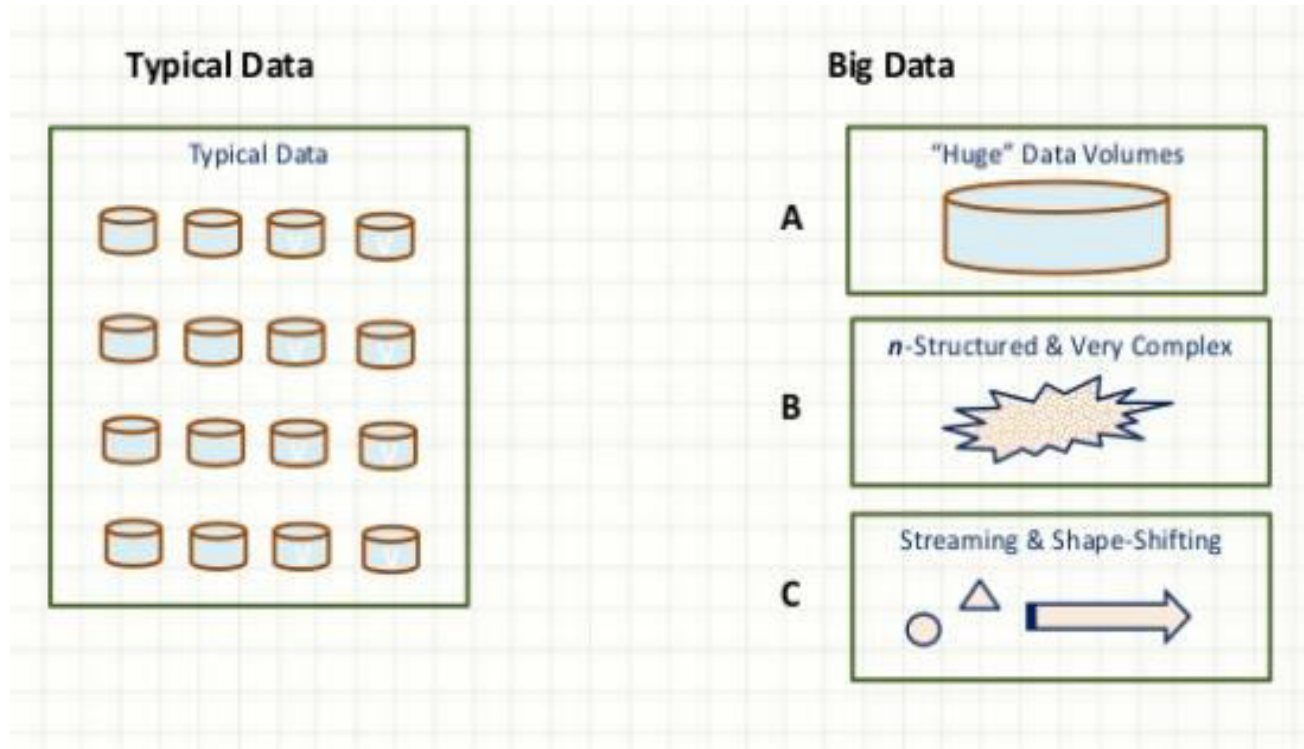 Typical Data
Big Data
Typical Data
V
V
V
V
V
V
V
V
A
"Huge" Data Volumes
B
n-Structured & Very Complex
C
Streaming & Shape-Shifting